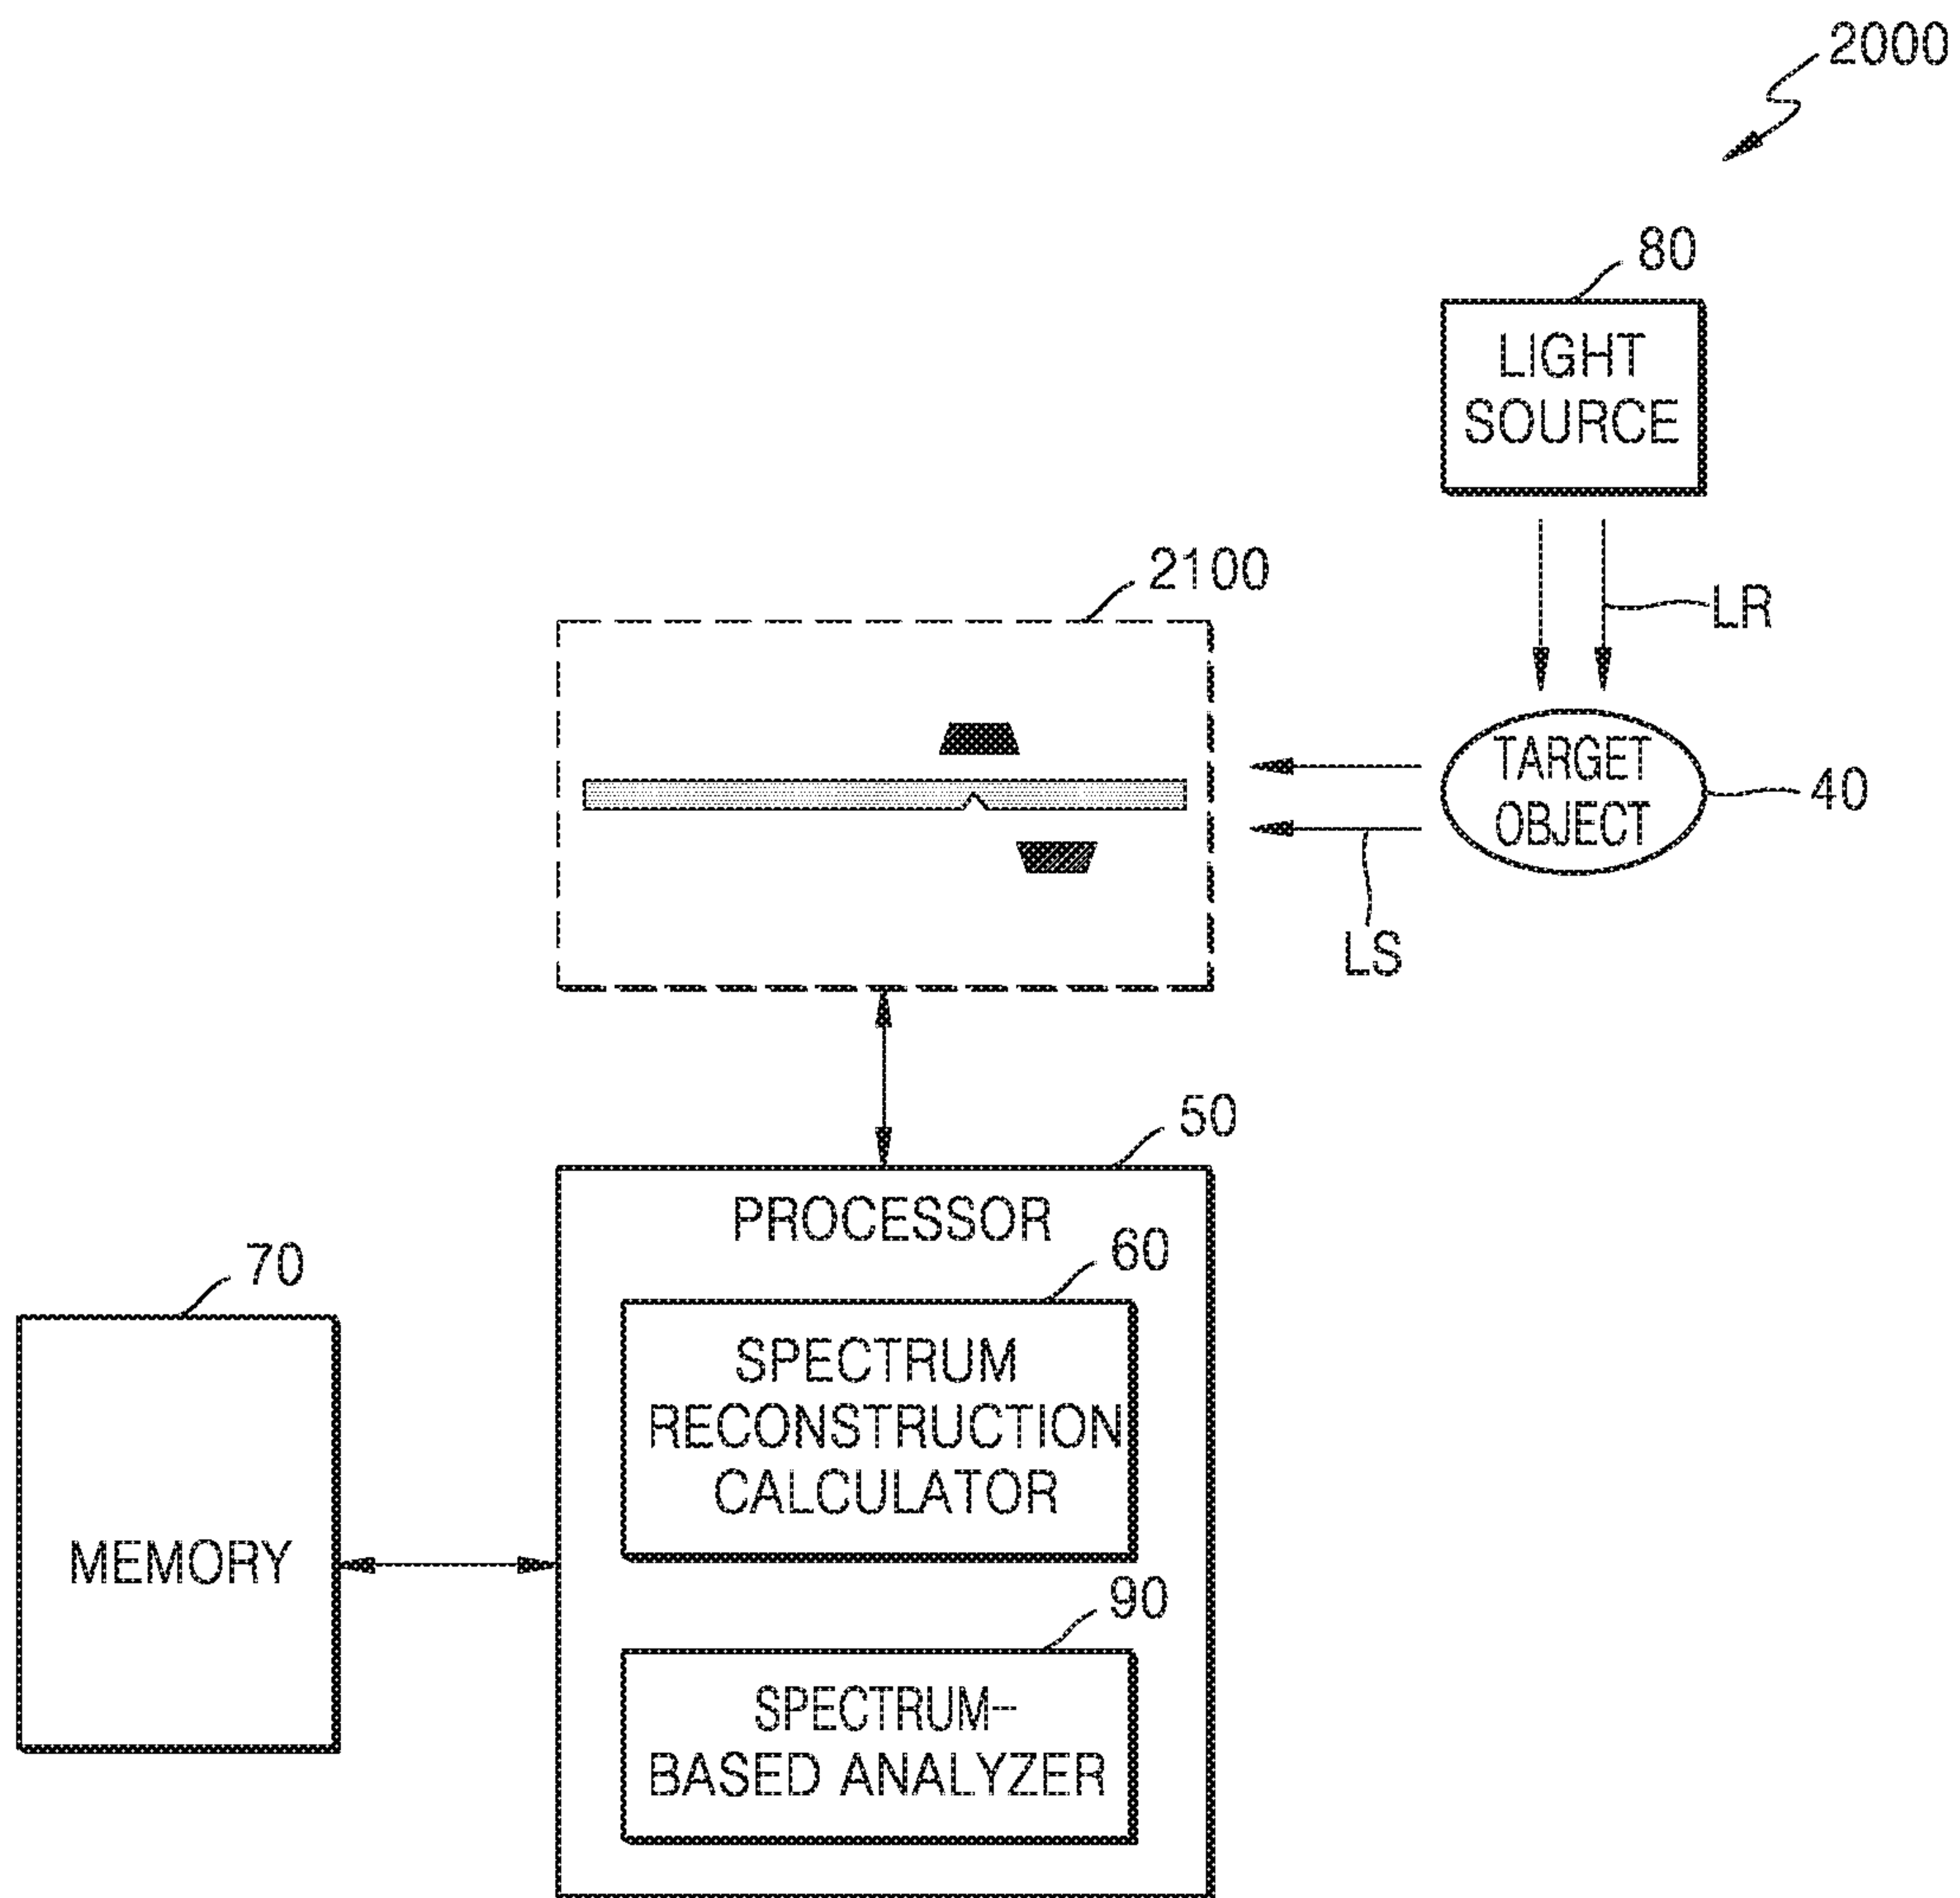 2000
80
LIGHT
SOURCE
2100
LR
TARGET
OBJECT
40
LS
50
PROCESSOR
70
60
SPECTRUM
RECONSTRUCTION
CALCULATOR
MEMORY
90
SPECTRUM-
BASED ANALYZER